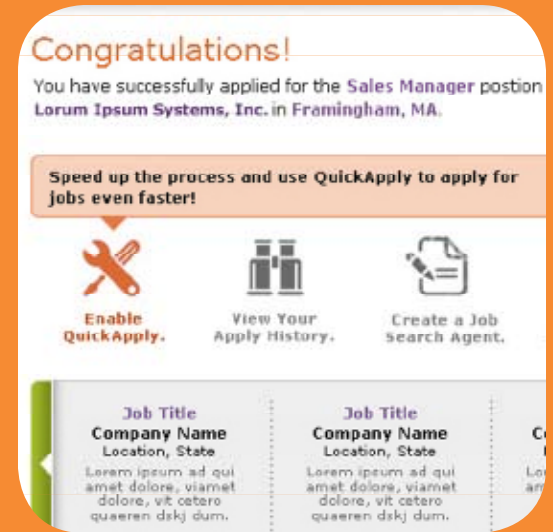 Congratulations!
You have successfully applied for the Sales Manager postion
Lorum Ipsum Systems, Inc. in Framingham, MA.
Speed up the process and use QuickApply to apply for
jobs even faster!
Enable
QuickApply.
View Your
Apply History.
Create a Job
Search Agent.
Job Title
Company Name
Location, State
Lorem ipsum ad qui
amet dolore, viamet
dolore, vit cetero
quaeren dskj dum.
Job Title
Company Name
Location, State
Lorem ipsum ad qui
amet dolore, viamet
dolore, vit cetero
quaeren dskj dum.